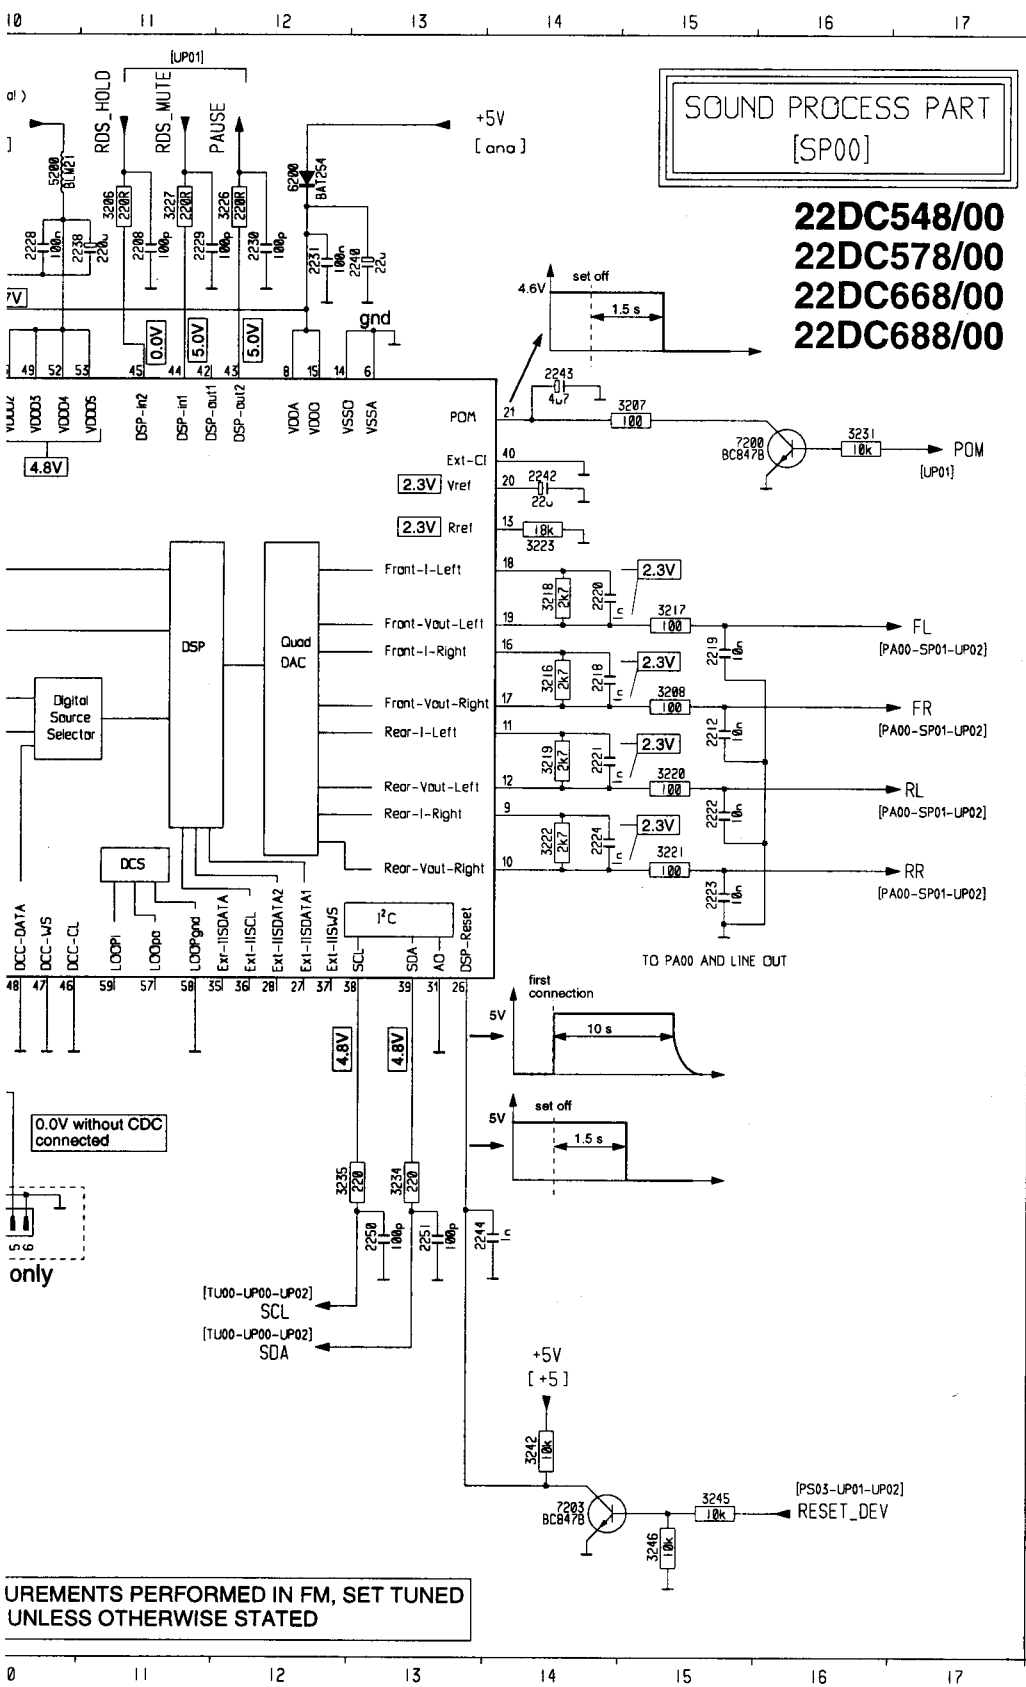 10 11 12 13 14 15 16 17
[UP01]
RDS_HOLD
RDS_MUTE
PAUSE
a!)
]
+5V
[ana]
SOUND PROCESS PART
[SP00]
22DC548/00
22DC578/00
22DC668/00
22DC688/00
5200
BLM21
3206
220R
3227
220R
3226
220R
6200
BAT254
2228
100n
2238
220u
2208
100p
2229
100p
2230
100p
2231
100n
2240
22u
7V
0.0V
5.0V
5.0V
gnd
4.6V
set off
1.5 s
49 52 53 45 44 42 43 8 15 14 6
VDDD2
VDDD3
VDDD4
VDDD5
DSP-in2
DSP-in1
DSP-out1
DSP-out2
VDDA
VDDO
VSSO
VSSA
4.8V
POM 21
2243
4u7
3207
100
7200
BC847B
3231
10k
POM
[UP01]
Ext-Cl 40
2.3V Vref 20
2242
22u
2.3V Rref 13
18k
3223
Front-I-Left 18
3218
2k7
2220
c
2.3V
Front-Vout-Left 19
3217
100
2219
10n
FL
[PA00-SP01-UP02]
Front-I-Right 16
3216
2k7
2218
c
2.3V
Front-Vout-Right 17
3208
100
2212
10n
FR
[PA00-SP01-UP02]
Rear-I-Left 11
3219
2k7
2221
c
2.3V
Rear-Vout-Left 12
3220
100
2222
10n
RL
[PA00-SP01-UP02]
Rear-I-Right 9
3222
2k7
2224
c
2.3V
Rear-Vout-Right 10
3221
100
2223
10n
RR
[PA00-SP01-UP02]
DSP
Quad
DAC
Digital
Source
Selector
DCS
I²C
TO PA00 AND LINE OUT
DCC-DATA
DCC-WS
DCC-CL
LOOPI
LOOPo
LOOPgnd
Exr-IISDATA
Ext-IISCL
Ext-IISDATA2
Ext-IISDATA1
Ext-IISWS
SCL
SDA
AO
DSP-Reset
48 47 46 59 57 58 35 36 28 27 37 38 39 31 26
first
connection
5V
10 s
4.8V
4.8V
set off
5V
1.5 s
0.0V without CDC
connected
5 6
only
3235
220
3234
220
2250
100p
2251
100p
2244
c
[TU00-UP00-UP02]
SCL
[TU00-UP00-UP02]
SDA
+5V
[+5]
3242
10k
7203
BC847B
3245
10k
3246
10k
[PS03-UP01-UP02]
RESET_DEV
UREMENTS PERFORMED IN FM, SET TUNED
UNLESS OTHERWISE STATED
0 11 12 13 14 15 16 17